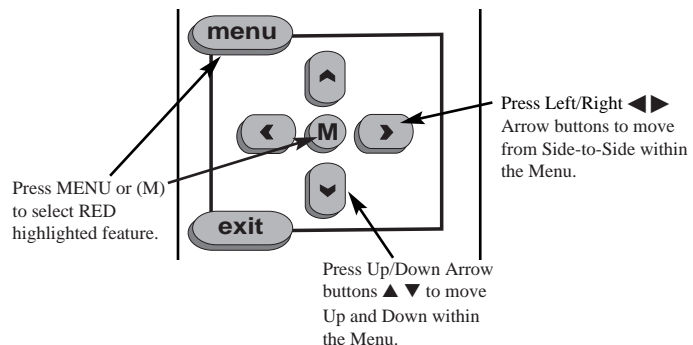 menu
M
exit
Press MENU or (M)
to select RED
highlighted feature.
Press Left/Right ◀ ▶
Arrow buttons to move
from Side-to-Side within
the Menu.
Press Up/Down Arrow
buttons ▲ ▼ to move
Up and Down within
the Menu.